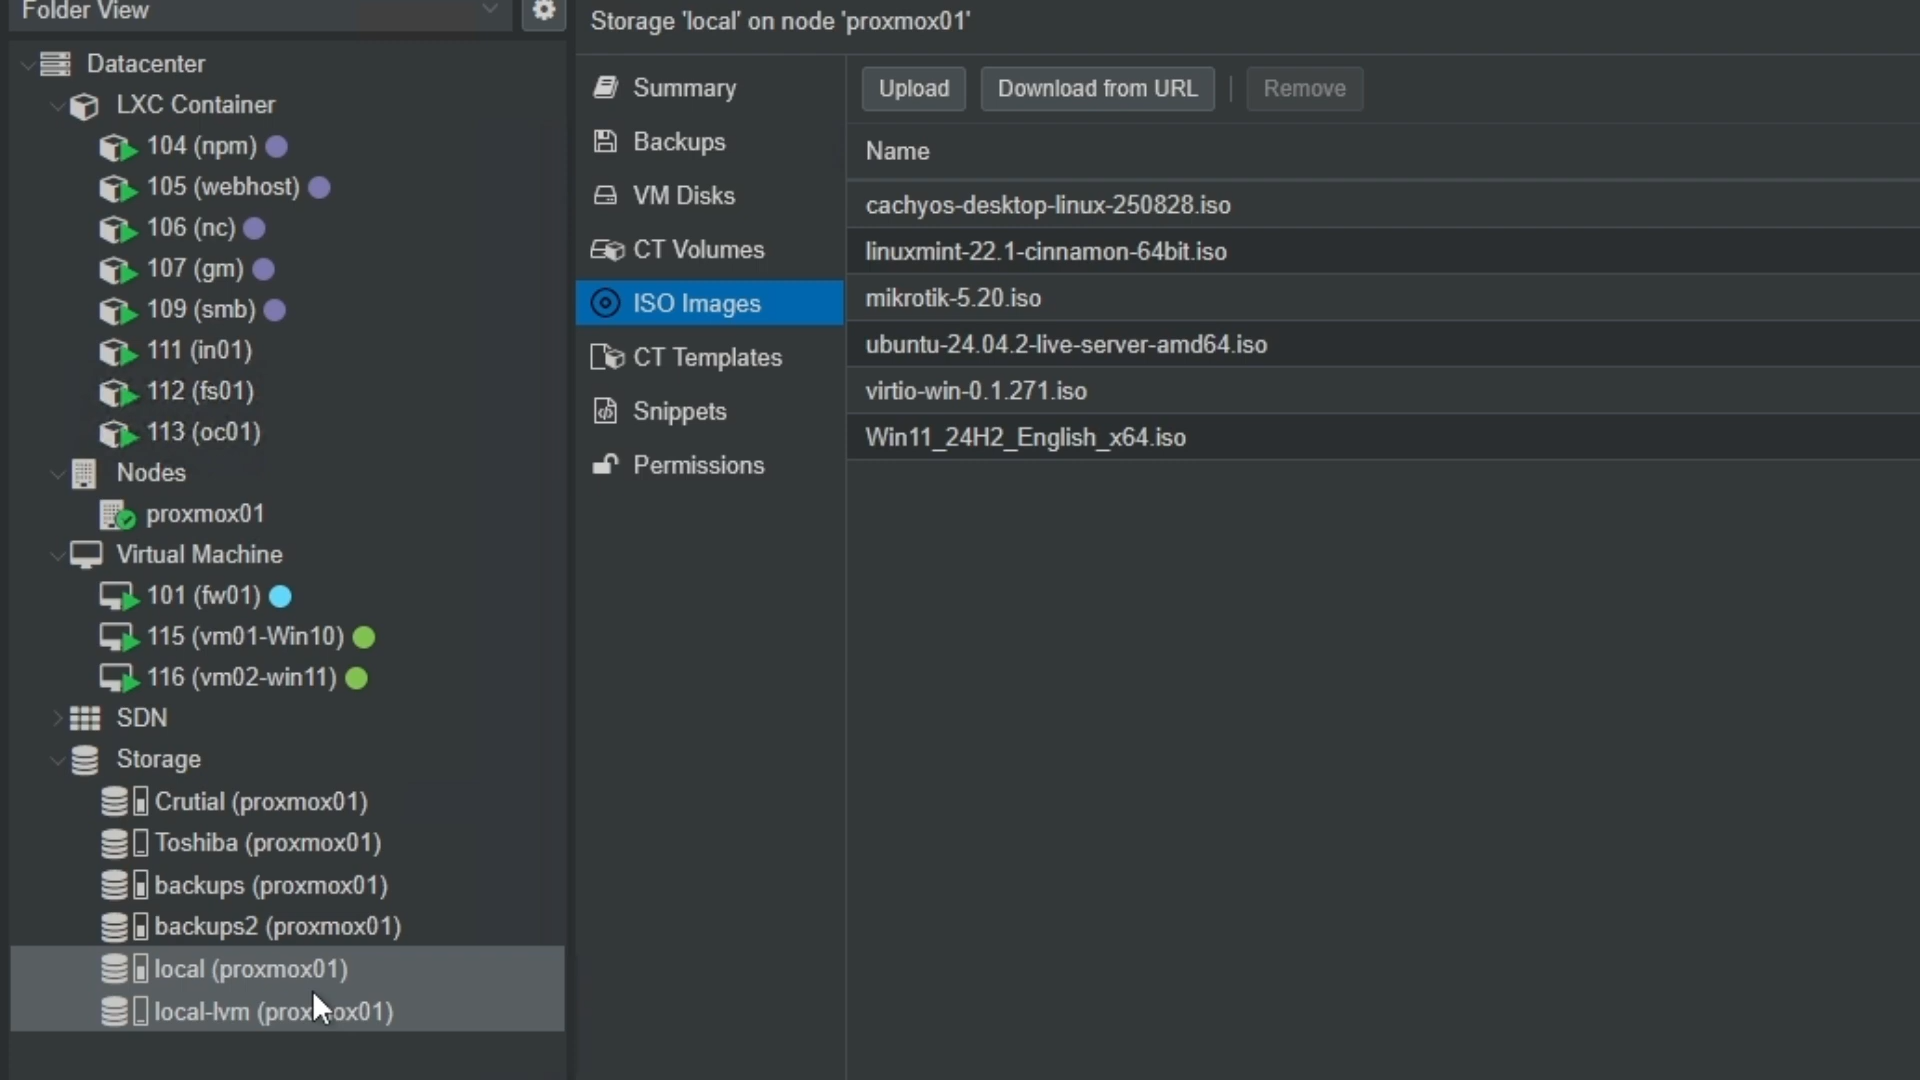 Folder View
Datacenter
LXC Container
104 (npm)
105 (webhost)
106 (nc)
107 (gm)
109 (smb)
111 (in01)
112 (fs01)
113 (oc01)
Nodes
proxmox01
Virtual Machine
101 (fw01)
115 (vm01-Win10)
116 (vm02-win11)
SDN
Storage
Crutial (proxmox01)
Toshiba (proxmox01)
backups (proxmox01)
backups2 (proxmox01)
local (proxmox01)
local-lvm (proxmox01)
Storage 'local' on node 'proxmox01'
Summary
Backups
VM Disks
CT Volumes
ISO Images
CT Templates
Snippets
Permissions
Upload Download from URL Remove
Name
cachyos-desktop-linux-250828.iso
linuxmint-22.1-cinnamon-64bit.iso
mikrotik-5.20.iso
ubuntu-24.04.2-live-server-amd64.iso
virtio-win-0.1.271.iso
Win11_24H2_English_x64.iso